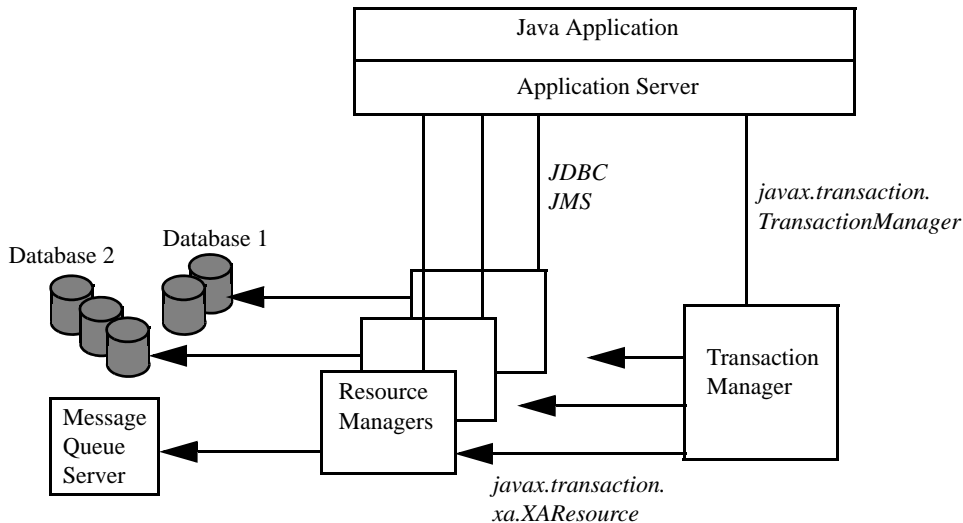 Java Application
Application Server
JDBC
JMS
javax.transaction.
TransactionManager
Database 1
Database 2
Transaction
Manager
Resource
Managers
Message
Queue
Server
javax.transaction.
xa.XAResource